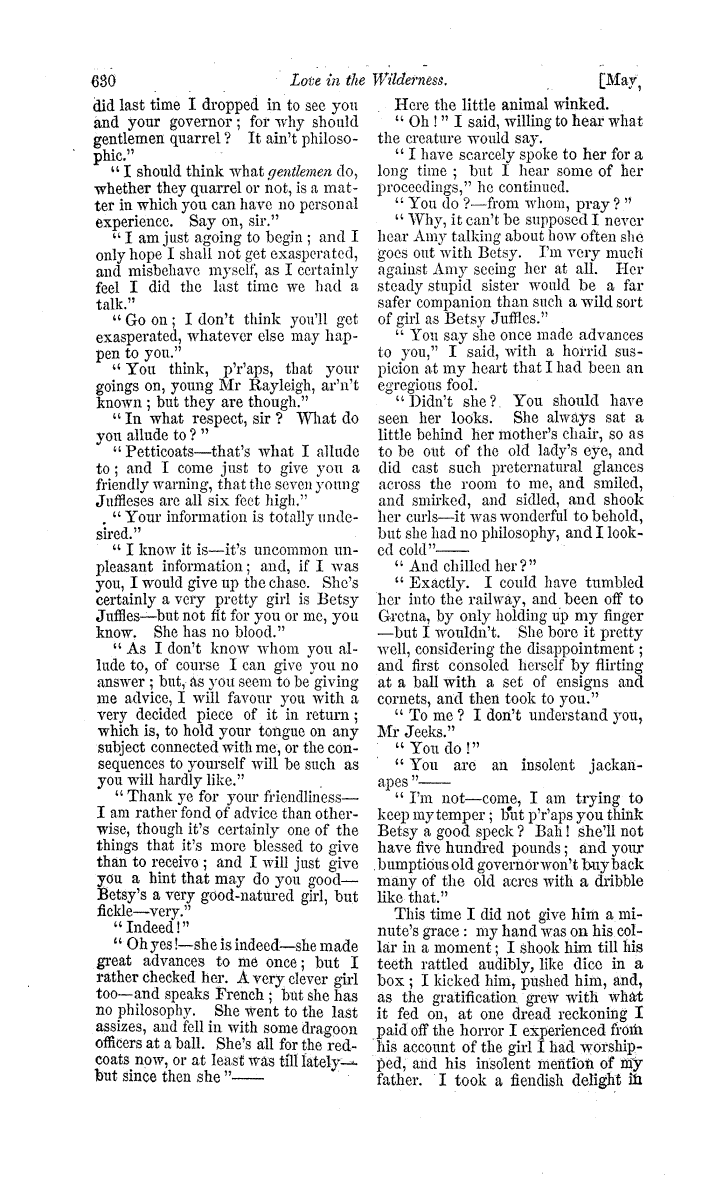 630 Love in the Wilderness. [May,
did last time I dropped in to see you
and your governor; for why should
gentlemen quarrel? It ain't philoso-
phic."
"I should think what gentlemen do,
whether they quarrel or not, is a mat-
ter in which you can have no personal
experience. Say on, sir."
"I am just agoing to begin; and I
only hope I shall not get exasperated,
and misbehave myself, as I certainly
feel I did the last time we had a
talk."
"Go on; I don't think you'll get
exasperated, whatever else may hap-
pen to you."
"You think, p'r'aps, that your
goings on, young Mr Rayleigh, ar'n't
known; but they are though."
"In what respect, sir? What do
you allude to?"
"Petticoats—that's what I allude
to; and I come just to give you a
friendly warning, that the seven young
Juffleses are all six feet high."
"Your information is totally unde-
sired."
"I know it is—it's uncommon un-
pleasant information; and, if I was
you, I would give up the chase. She's
certainly a very pretty girl is Betsy
Juffles—but not fit for you or me, you
know. She has no blood."
"As I don't know whom you al-
lude to, of course I can give you no
answer; but, as you seem to be giving
me advice, I will favour you with a
very decided piece of it in return;
which is, to hold your tongue on any
subject connected with me, or the con-
sequences to yourself will be such as
you will hardly like."
"Thank ye for your friendliness—
I am rather fond of advice than other-
wise, though it's certainly one of the
things that it's more blessed to give
than to receive; and I will just give
you a hint that may do you good—
Betsy's a very good-natured girl, but
fickle—very."
"Indeed!"
"Oh yes!—she is indeed—she made
great advances to me once; but I
rather checked her. A very clever girl
too—and speaks French; but she has
no philosophy. She went to the last
assizes, and fell in with some dragoon
officers at a ball. She's all for the red-
coats now, or at least was till lately—
but since then she"——
Here the little animal winked.
"Oh!" I said, willing to hear what
the creature would say.
"I have scarcely spoke to her for a
long time; but I hear some of her
proceedings," he continued.
"You do?—from whom, pray?"
"Why, it can't be supposed I never
hear Amy talking about how often she
goes out with Betsy. I'm very much
against Amy seeing her at all. Her
steady stupid sister would be a far
safer companion than such a wild sort
of girl as Betsy Juffles."
"You say she once made advances
to you," I said, with a horrid sus-
picion at my heart that I had been an
egregious fool.
"Didn't she? You should have
seen her looks. She always sat a
little behind her mother's chair, so as
to be out of the old lady's eye, and
did cast such preternatural glances
across the room to me, and smiled,
and smirked, and sidled, and shook
her curls—it was wonderful to behold,
but she had no philosophy, and I look-
ed cold"——
"And chilled her?"
"Exactly. I could have tumbled
her into the railway, and been off to
Gretna, by only holding up my finger
—but I wouldn't. She bore it pretty
well, considering the disappointment;
and first consoled herself by flirting
at a ball with a set of ensigns and
cornets, and then took to you."
"To me? I don't understand you,
Mr Jeeks."
"You do!"
"You are an insolent jackan-
apes"——
"I'm not—come, I am trying to
keep my temper; but p'r'aps you think
Betsy a good speck? Bah! she'll not
have five hundred pounds; and your
bumptious old governor won't buy back
many of the old acres with a dribble
like that."
This time I did not give him a mi-
nute's grace: my hand was on his col-
lar in a moment; I shook him till his
teeth rattled audibly, like dice in a
box; I kicked him, pushed him, and,
as the gratification grew with what
it fed on, at one dread reckoning I
paid off the horror I experienced from
his account of the girl I had worship-
ped, and his insolent mention of my
father. I took a fiendish delight in